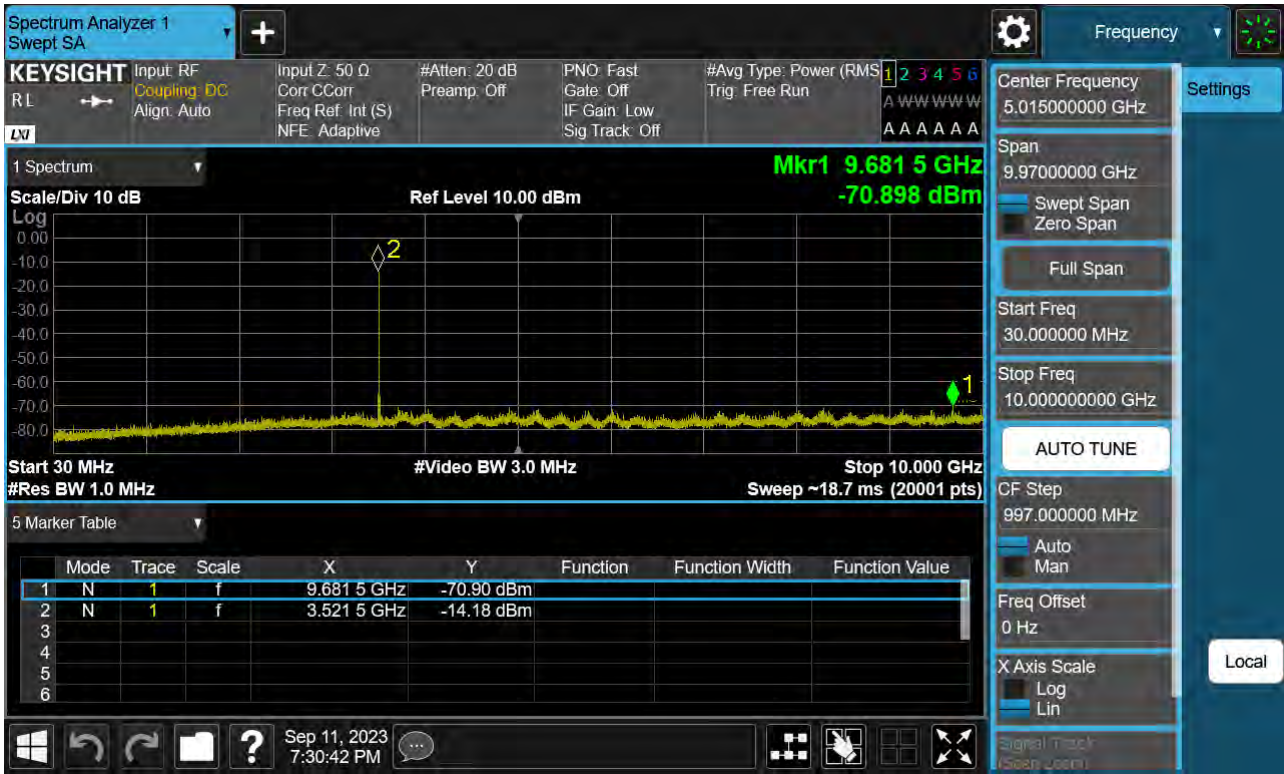 Spectrum Analyzer 1
Swept SA
+
Frequency
KEYSIGHT
RL
LXI
Input: RF
Coupling: DC
Align: Auto
Input Z: 50 Ω
Corr CCorr
Freq Ref: Int (S)
NFE: Adaptive
#Atten: 20 dB
Preamp: Off
PNO: Fast
Gate: Off
IF Gain: Low
Sig Track: Off
#Avg Type: Power (RMS
Trig: Free Run
1 2 3 4 5 6
A W W W W W
A A A A A A
1 Spectrum
Mkr1 9.681 5 GHz
Scale/Div 10 dB
Ref Level 10.00 dBm
-70.898 dBm
Log
0.00
-10.0
-20.0
-30.0
-40.0
-50.0
-60.0
-70.0
-80.0
2
1
Start 30 MHz
#Video BW 3.0 MHz
Stop 10.000 GHz
#Res BW 1.0 MHz
Sweep ~18.7 ms (20001 pts)
5 Marker Table
Mode Trace Scale X Y Function Function Width Function Value
1 N 1 f 9.681 5 GHz -70.90 dBm
2 N 1 f 3.521 5 GHz -14.18 dBm
3
4
5
6
Sep 11, 2023
7:30:42 PM
Center Frequency
5.015000000 GHz
Settings
Span
9.97000000 GHz
Swept Span
Zero Span
Full Span
Start Freq
30.000000 MHz
Stop Freq
10.000000000 GHz
AUTO TUNE
CF Step
997.000000 MHz
Auto
Man
Freq Offset
0 Hz
X Axis Scale
Log
Lin
Local
Signal Track
(Span Zoom)